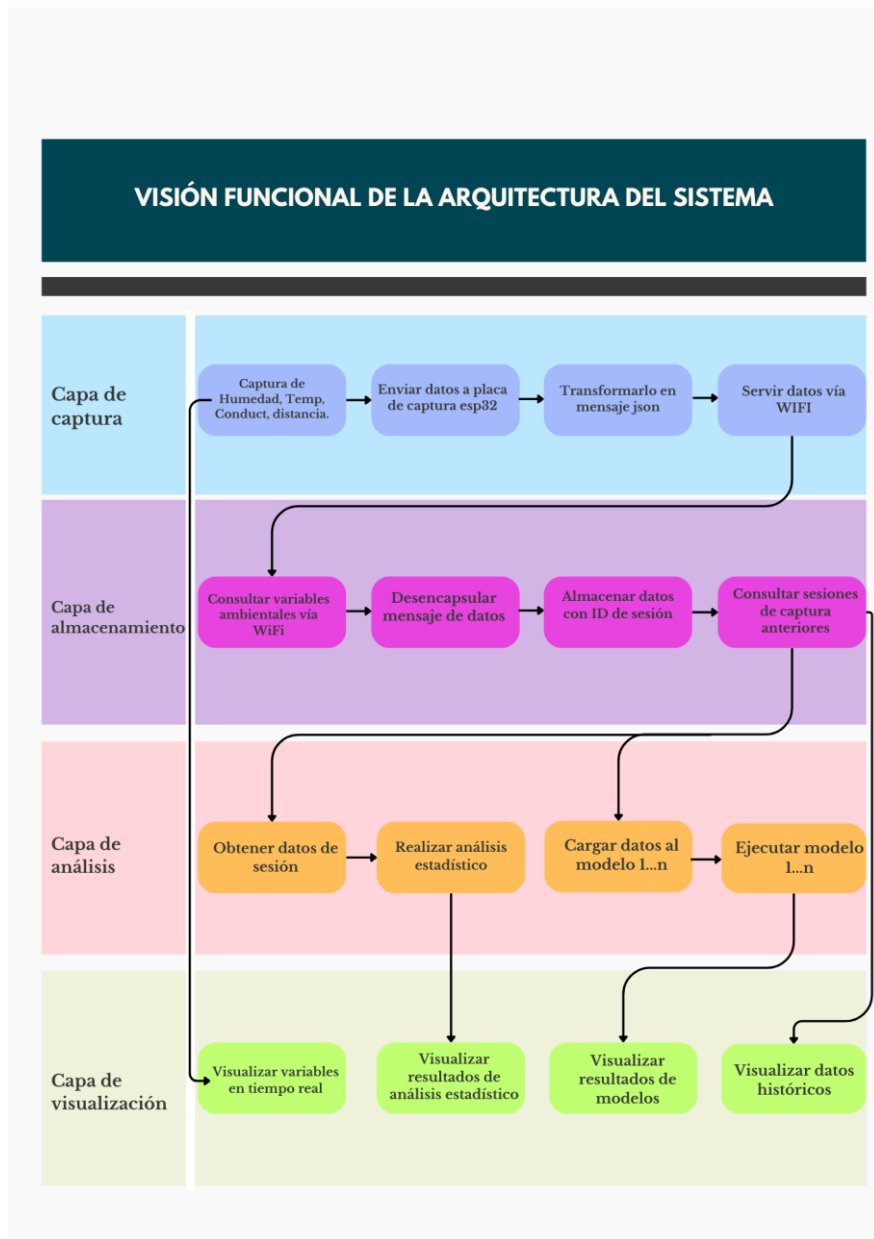 VISIÓN FUNCIONAL DE LA ARQUITECTURA DEL SISTEMA
Capa de
captura
Captura de
Humedad, Temp,
Conduct, distancia.
Enviar datos a placa
de captura esp32
Transformarlo en
mensaje json
Servir datos vía
WIFI
Capa de
almacenamiento
Consultar variables
ambientales vía
WiFi
Desencapsular
mensaje de datos
Almacenar datos
con ID de sesión
Consultar sesiones
de captura
anteriores
Capa de
análisis
Obtener datos de
sesión
Realizar análisis
estadístico
Cargar datos al
modelo 1...n
Ejecutar modelo
1...n
Capa de
visualización
Visualizar variables
en tiempo real
Visualizar
resultados de
análisis estadístico
Visualizar
resultados de
modelos
Visualizar datos
históricos